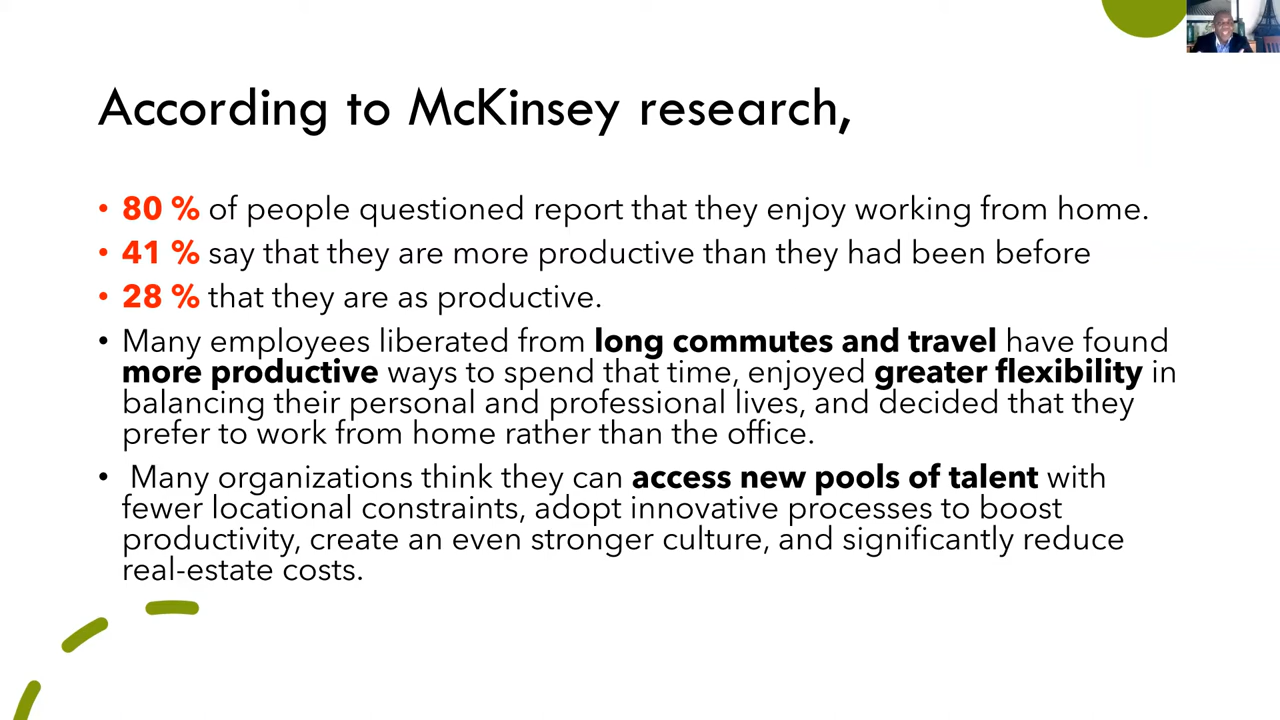 According to McKinsey research,
• 80 % of people questioned report that they enjoy working from home.
• 41 % say that they are more productive than they had been before
• 28 % that they are as productive.
• Many employees liberated from long commutes and travel have found
more productive ways to spend that time, enjoyed greater flexibility in
balancing their personal and professional lives, and decided that they
prefer to work from home rather than the office.
• Many organizations think they can access new pools of talent with
fewer locational constraints, adopt innovative processes to boost
productivity, create an even stronger culture, and significantly reduce
real-estate costs.